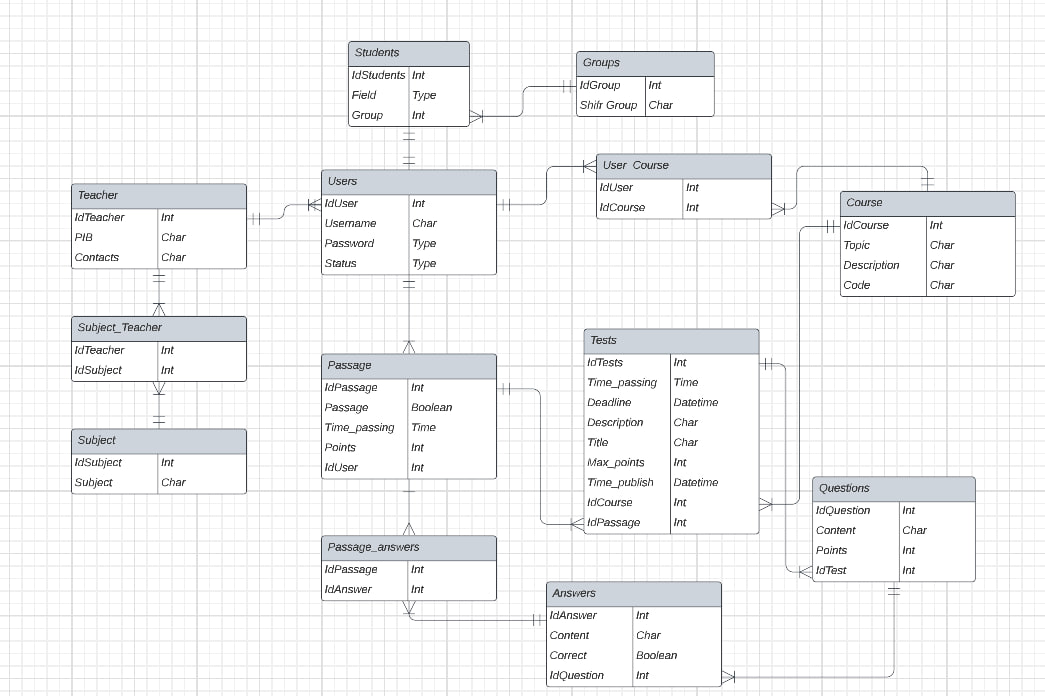 Students
IdStudents Int
Field Type
Group Int
Groups
IdGroup Int
Shifr Group Char
User Course
IdUser Int
IdCourse Int
Users
IdUser Int
Username Char
Password Type
Status Type
Teacher
IdTeacher Int
PIB Char
Contacts Char
Course
IdCourse Int
Topic Char
Description Char
Code Char
Subject_Teacher
IdTeacher Int
IdSubject Int
Tests
IdTests Int
Time_passing Time
Deadline Datetime
Description Char
Title Char
Max_points Int
Time_publish Datetime
IdCourse Int
IdPassage Int
Passage
IdPassage Int
Passage Boolean
Time_passing Time
Points Int
IdUser Int
Subject
IdSubject Int
Subject Char
Questions
IdQuestion Int
Content Char
Points Int
IdTest Int
Passage_answers
IdPassage Int
IdAnswer Int
Answers
IdAnswer Int
Content Char
Correct Boolean
IdQuestion Int